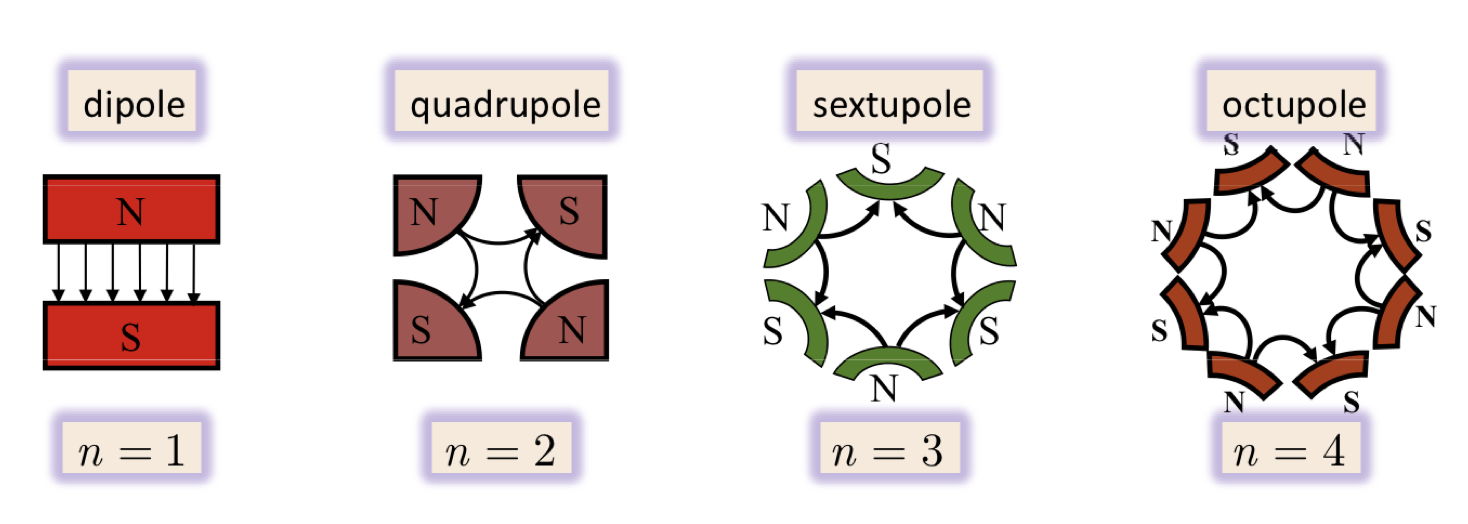 dipole
quadrupole
sextupole
octupole
N
S
N
S
S
N
S
N
N
S
S
N
S
N
N
S
S
N
N
S
n = 1
n = 2
n = 3
n = 4